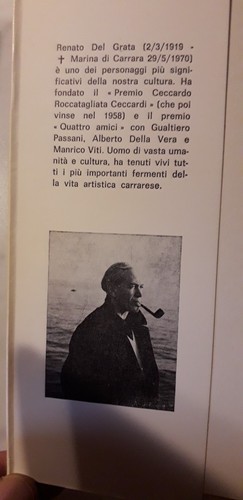 Renato Del Grata (2/3/1919 -
✝ Marina di Carrara 29/5/1970)
è uno dei personaggi più signi-
ficativi della nostra cultura. Ha
fondato il « Premio Ceccardo
Roccatagliata Ceccardi » (che poi
vinse nel 1958) e il premio
« Quattro amici » con Gualtiero
Passani, Alberto Della Vera e
Manrico Viti. Uomo di vasta uma-
nità e cultura, ha tenuti vivi tut-
ti i più importanti fermenti del-
la vita artistica carrarese.